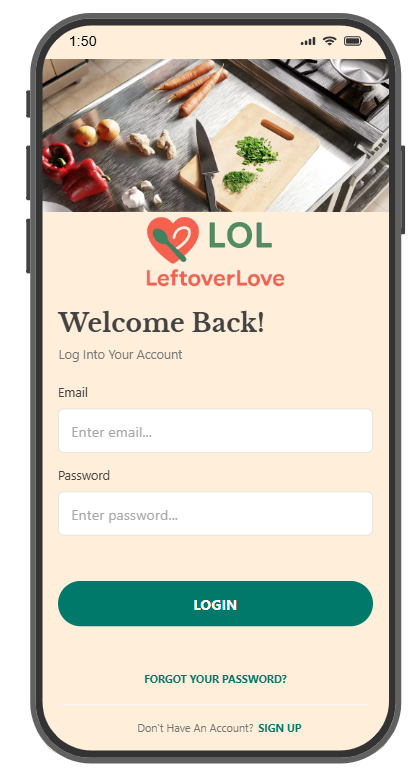 1:50
LOL
LeftoverLove
Welcome Back!
Log Into Your Account
Email
Enter email...
Password
Enter password...
LOGIN
FORGOT YOUR PASSWORD?
Don't Have An Account? SIGN UP